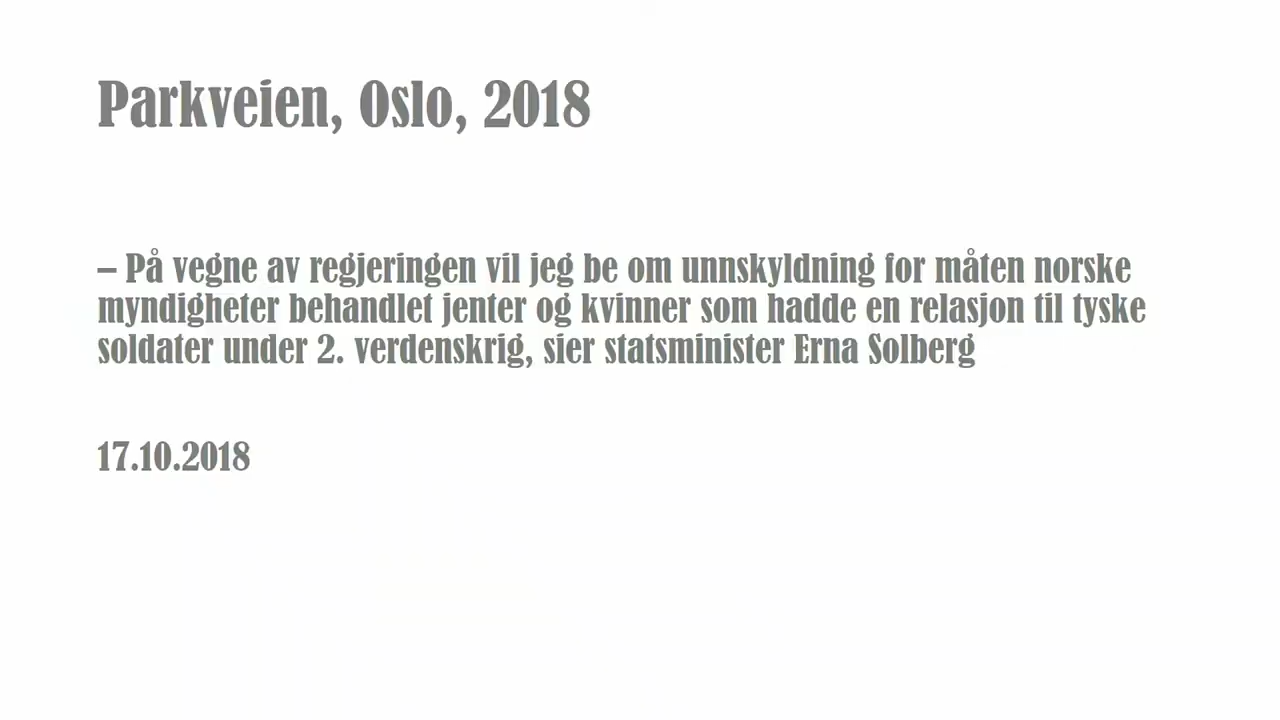 Parkveien, Oslo, 2018
– På vegne av regjeringen vil jeg be om unnskyldning for måten norske
myndigheter behandlet jenter og kvinner som hadde en relasjon til tyske
soldater under 2. verdenskrig, sier statsminister Erna Solberg
17.10.2018